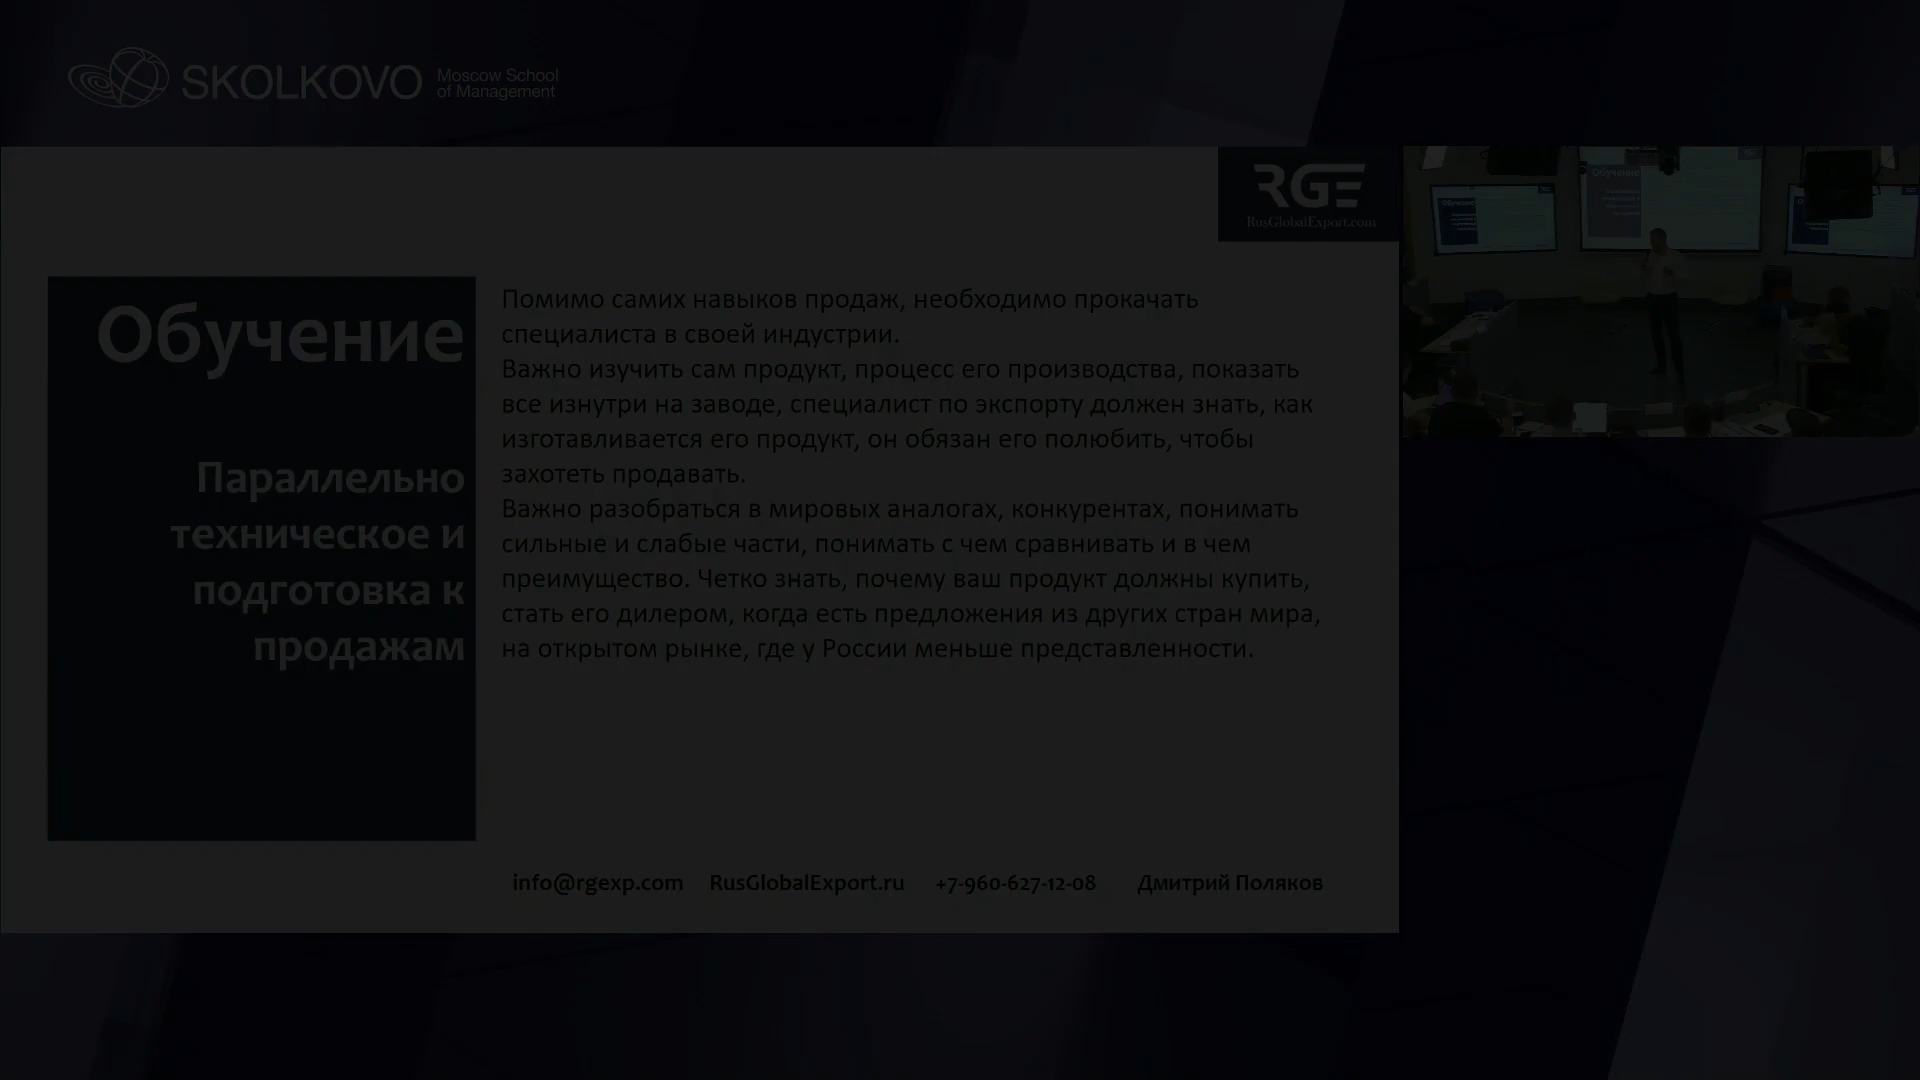 SKOLKOVO
Moscow School
of Management
RGE
RusGlobalExport.com
Обучение
Параллельно
техническое и
подготовка к
продажам
Помимо самих навыков продаж, необходимо прокачать
специалиста в своей индустрии.
Важно изучить сам продукт, процесс его производства, показать
все изнутри на заводе, специалист по экспорту должен знать, как
изготавливается его продукт, он обязан его полюбить, чтобы
захотеть продавать.
Важно разобраться в мировых аналогах, конкурентах, понимать
сильные и слабые части, понимать с чем сравнивать и в чем
преимущество. Четко знать, почему ваш продукт должны купить,
стать его дилером, когда есть предложения из других стран мира,
на открытом рынке, где у России меньше представленности.
info@rgexp.com RusGlobalExport.ru +7-960-627-12-08 Дмитрий Поляков
Обучение